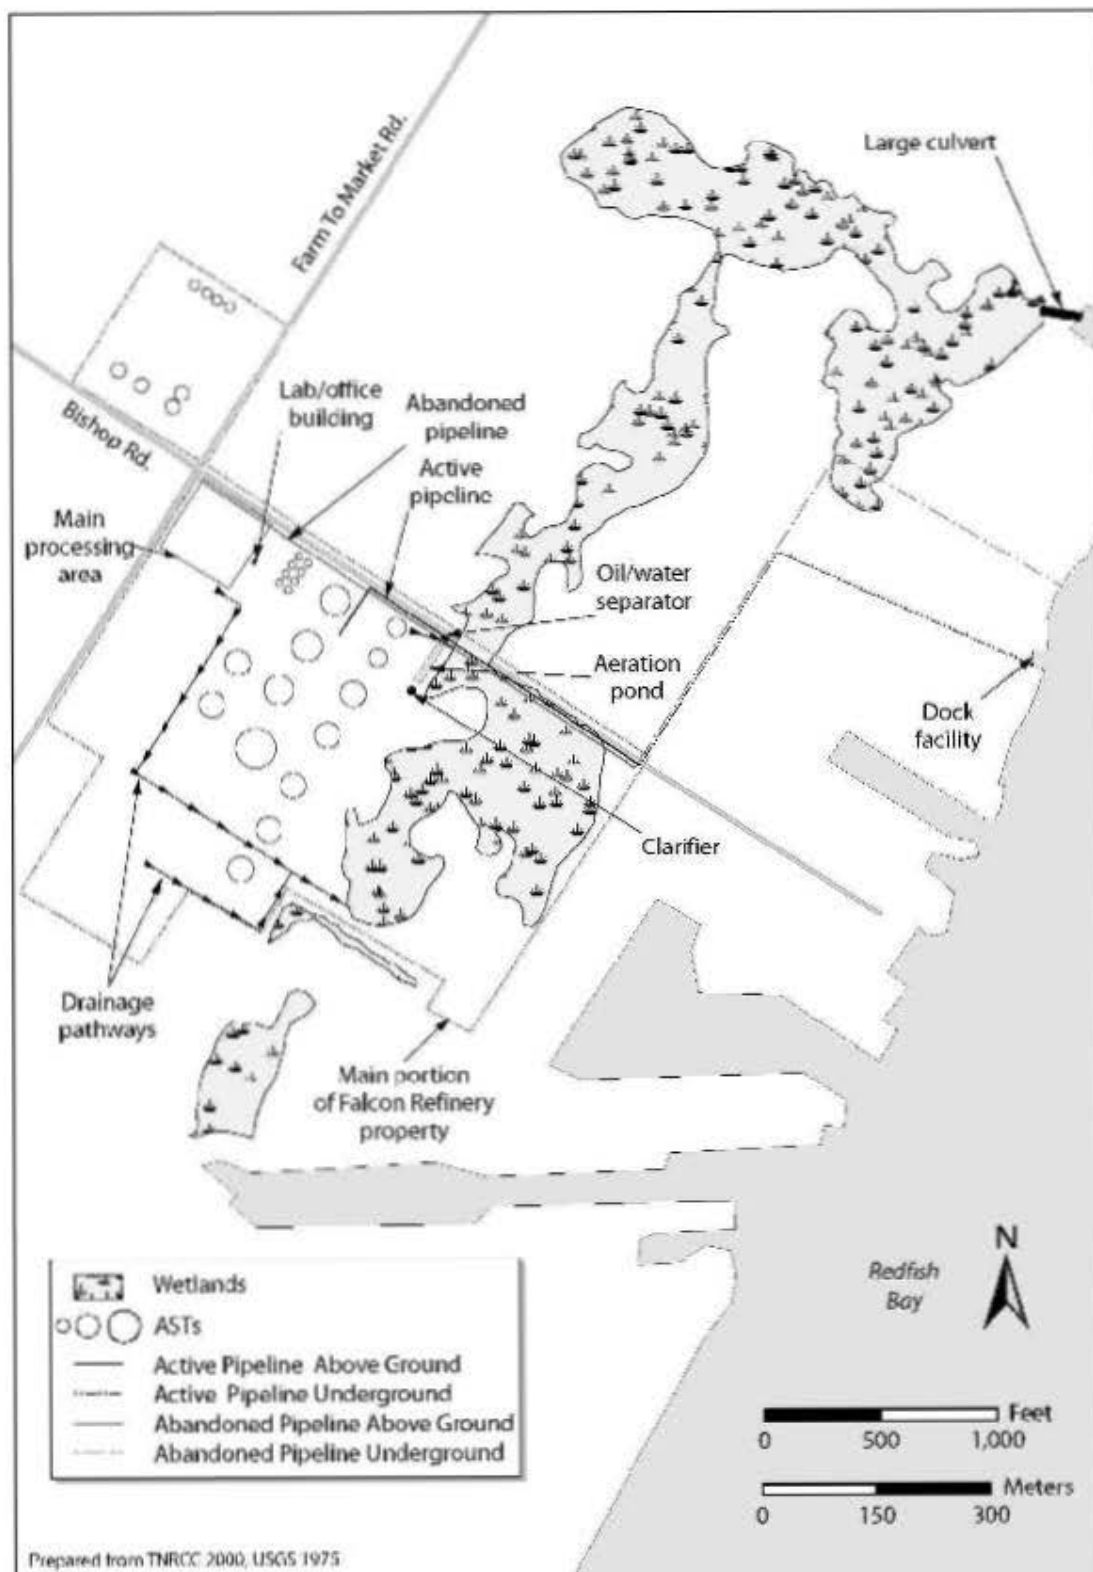 Large culvert
Farm To Market Rd.
Lab/office
building
Abandoned
pipeline
Bishop Rd.
Active
pipeline
Main
processing
area
Oil/water
separator
Aeration
pond
Dock
facility
Clarifier
Drainage
pathways
Main portion
of Falcon Refinery
property
N
Redfish
Bay
Wetlands
ASTs
Active Pipeline Above Ground
Active Pipeline Underground
Abandoned Pipeline Above Ground
Abandoned Pipeline Underground
Feet
0 500 1,000
Meters
0 150 300
Prepared from TNRCC 2000, USGS 1975